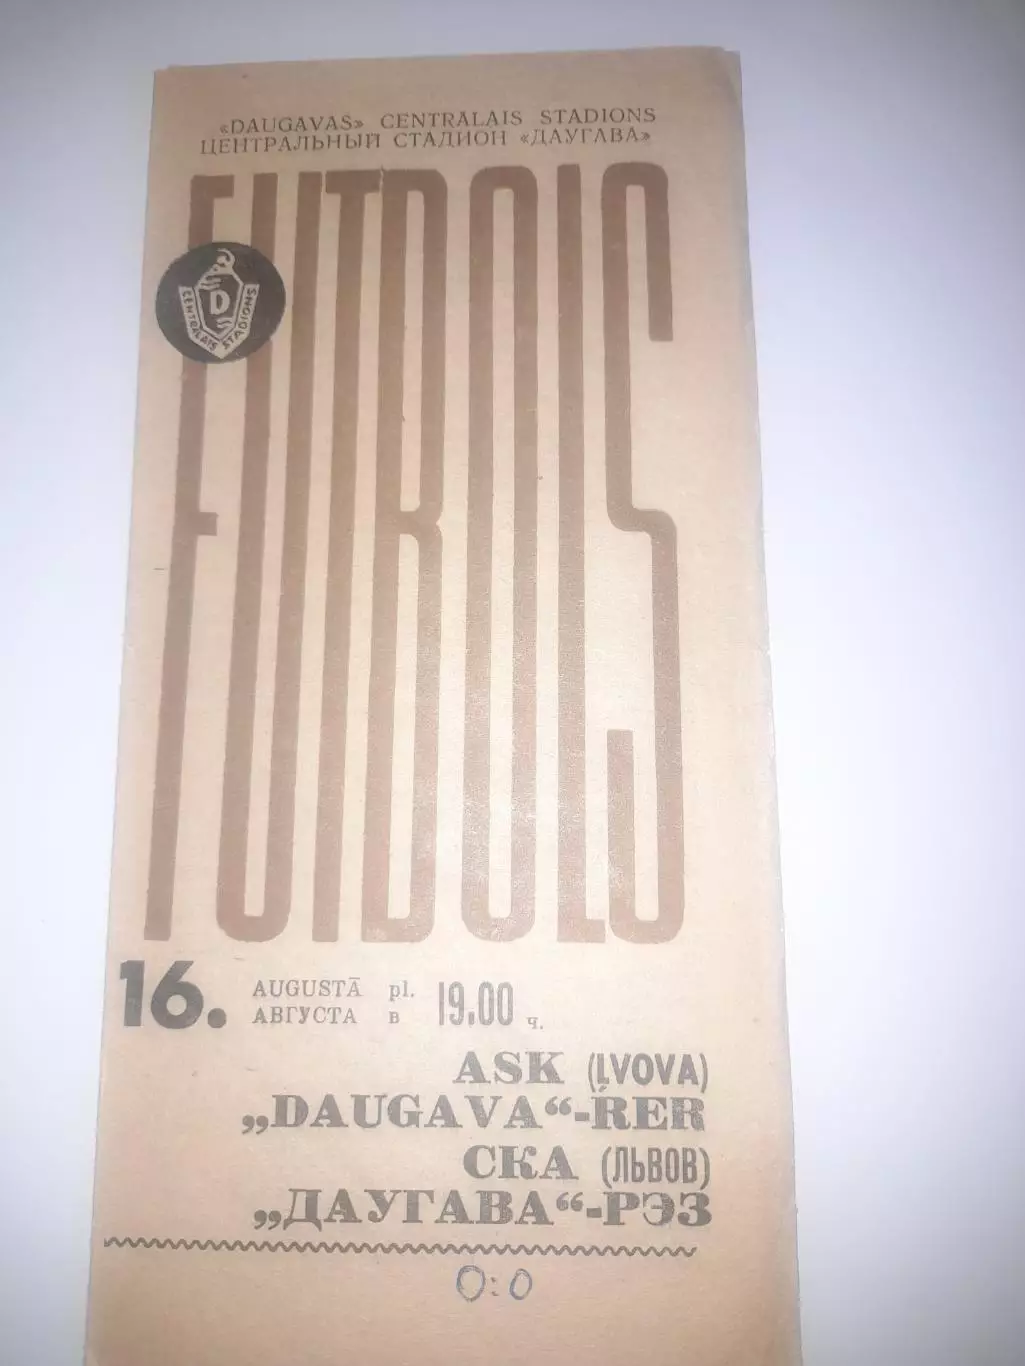 «DAUGAVAS» CENTRALAIS STADIONS
ЦЕНТРАЛЬНЫЙ СТАДИОН «ДАУГАВА»
FUTBOLS
D
CENTRALAIS STADIONS
16. AUGUSTĀ pl. 19.00
АВГУСТА в ч.
ASK (ĻVOVA)
„DAUGAVA“-RER
СКА (ЛЬВОВ)
„ДАУГАВА“-РЭЗ
0:0